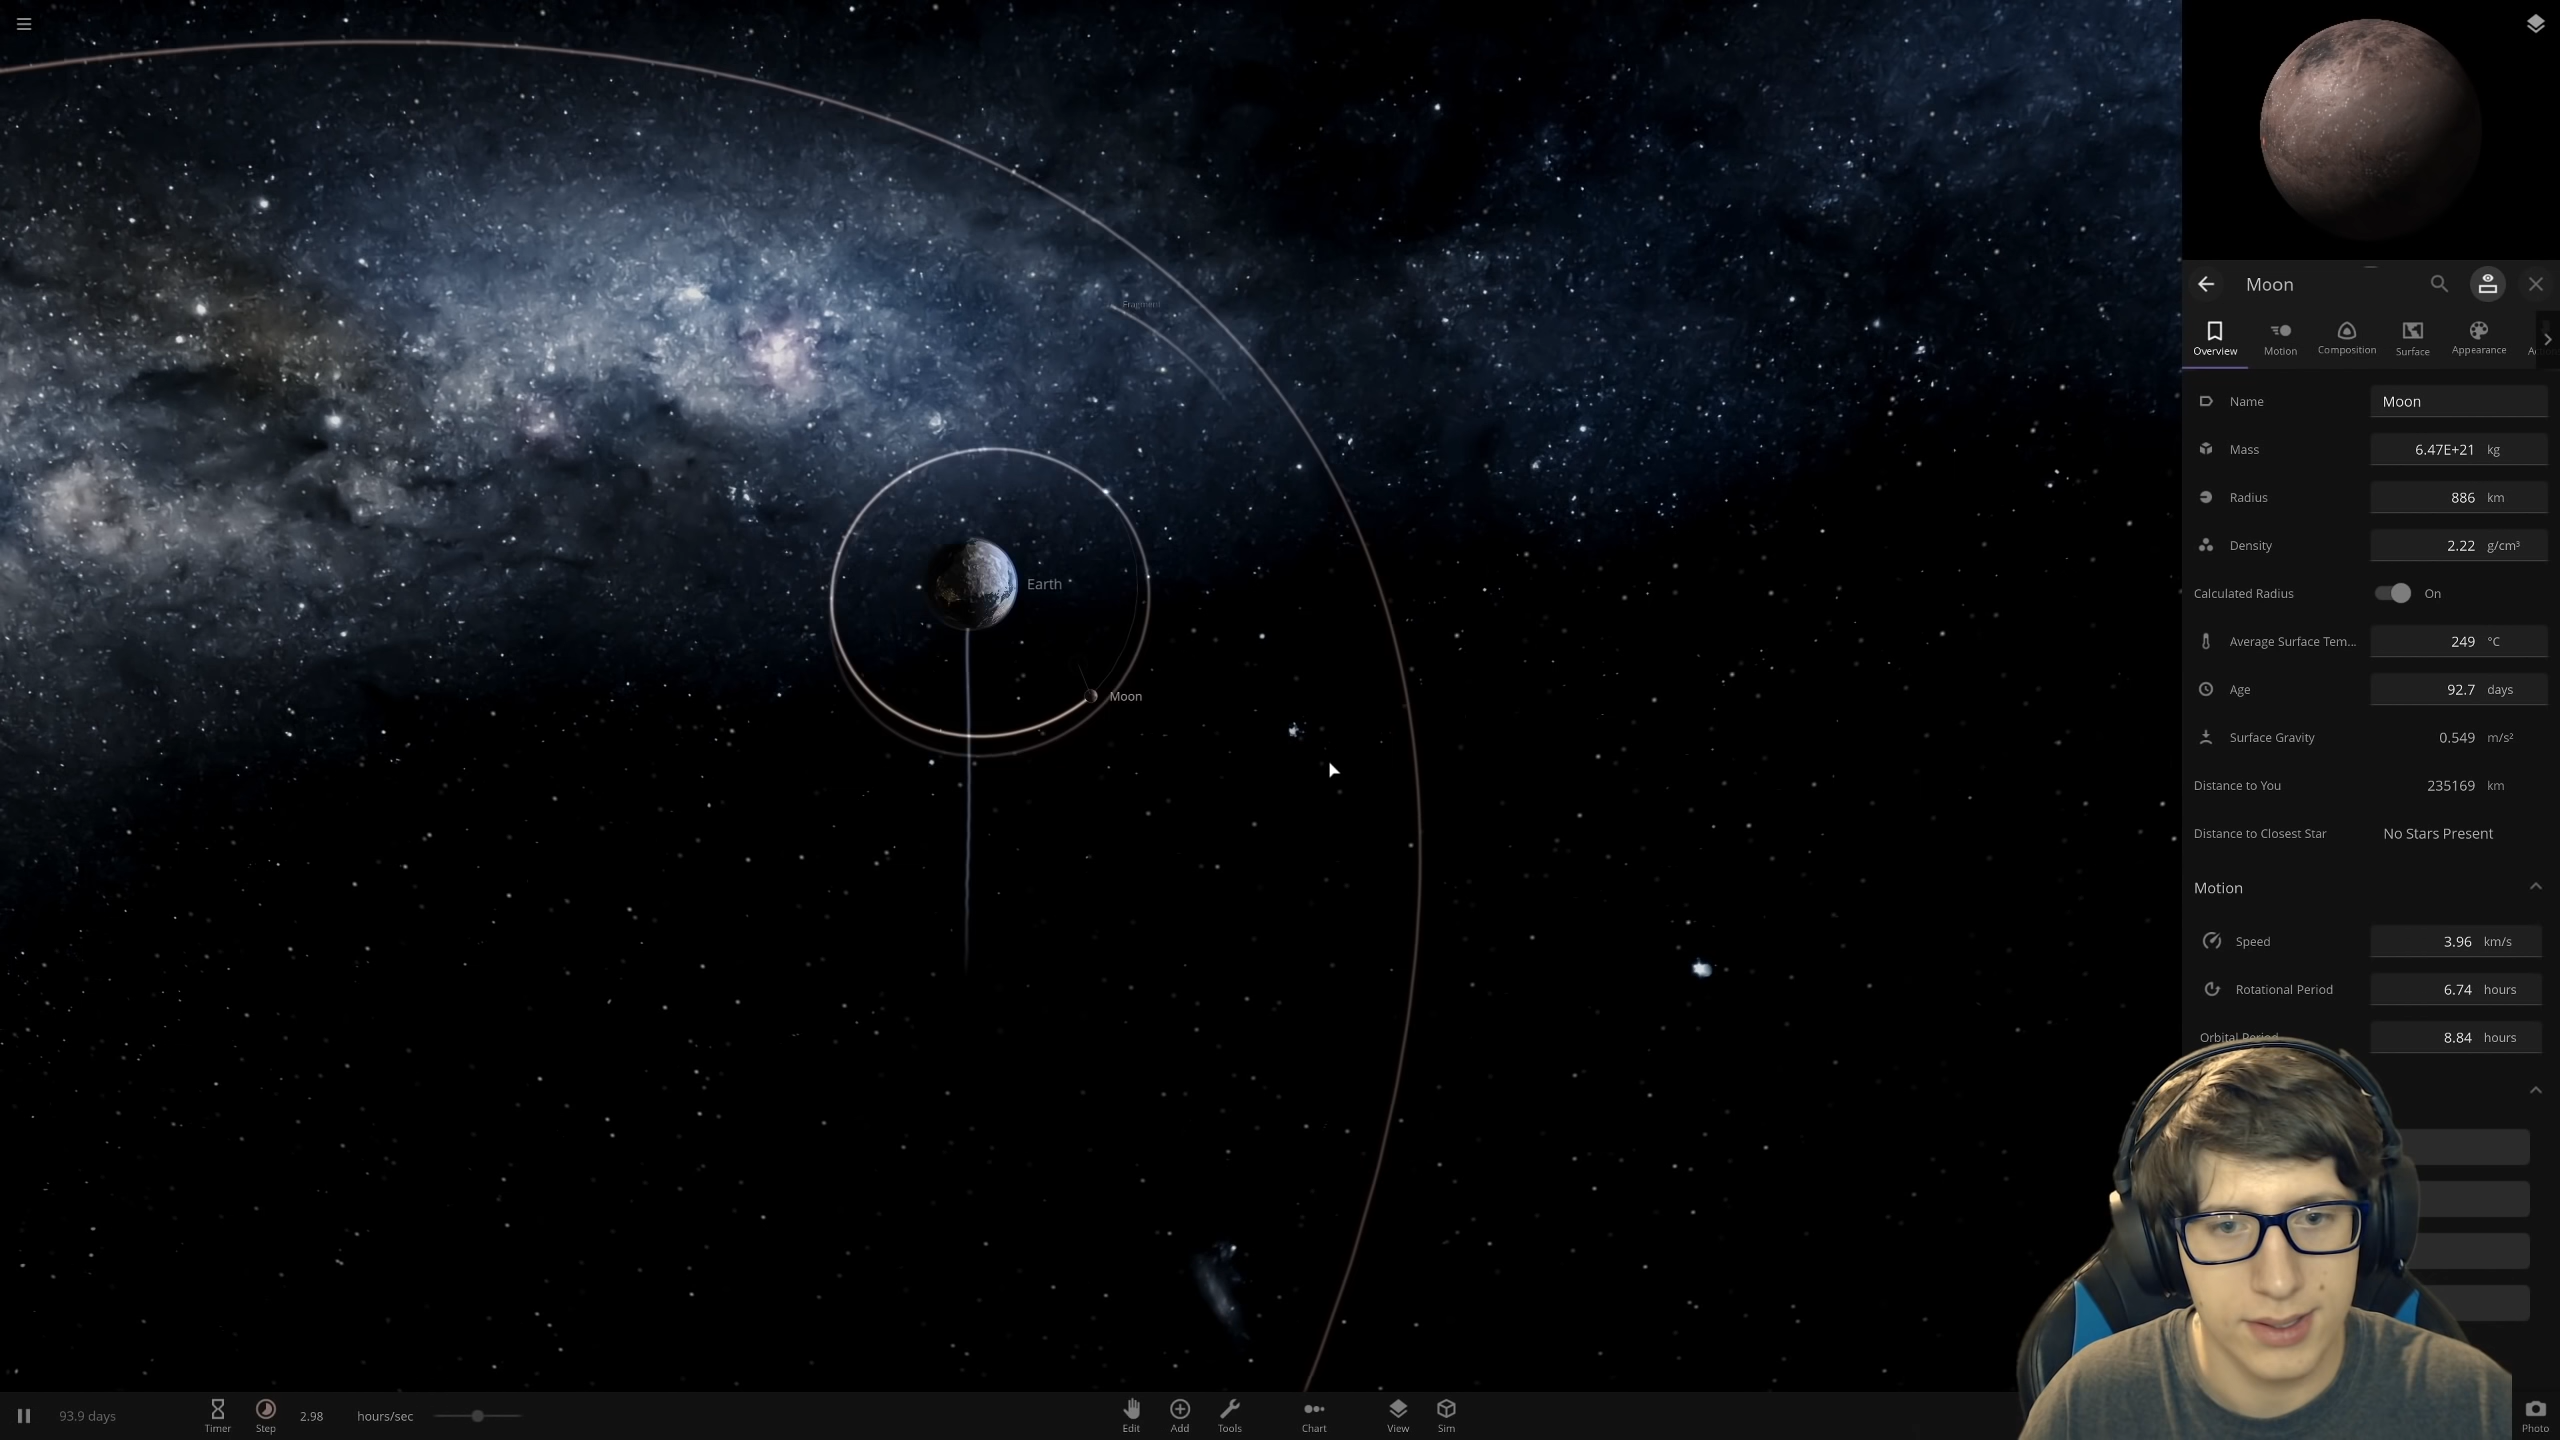 Fragment
Earth
Moon
Moon
Overview
Motion
Composition
Surface
Appearance
Name Moon
Mass 6.47E+21 kg
Radius 886 km
Density 2.22 g/cm³
Calculated Radius On
Average Surface Tem... 249 °C
Age 92.7 days
Surface Gravity 0.549 m/s²
Distance to You 235169 km
Distance to Closest Star No Stars Present
Motion
Speed 3.96 km/s
Rotational Period 6.74 hours
Orbital Period 8.84 hours
93.9 days
Timer
Step
2.98 hours/sec
Edit
Add
Tools
Chart
View
Sim
Photo